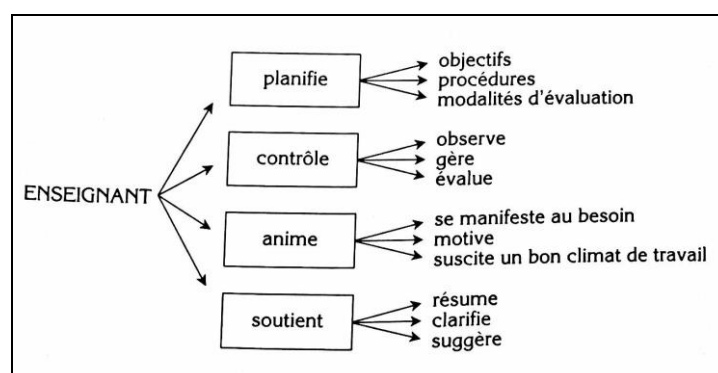 ENSEIGNANT
planifie
objectifs
procédures
modalités d'évaluation
contrôle
observe
gère
évalue
anime
se manifeste au besoin
motive
suscite un bon climat de travail
soutient
résume
clarifie
suggère